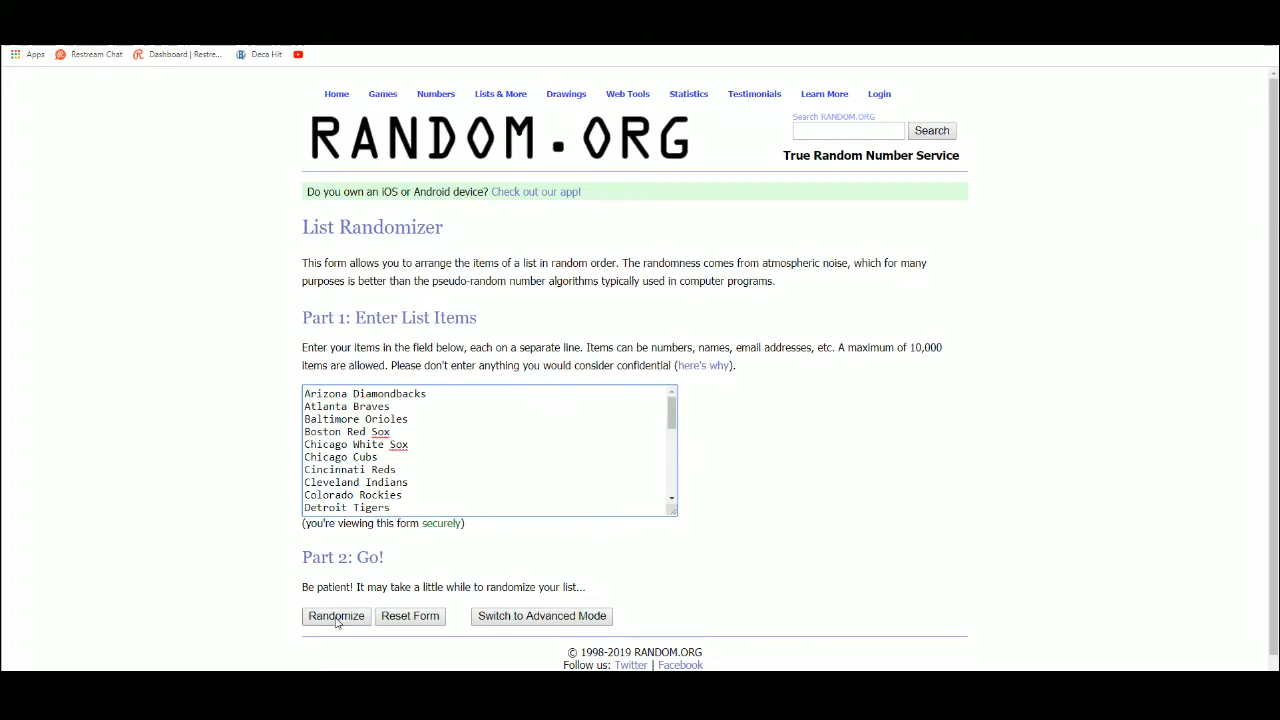 Apps Restream Chat Dashboard | Restre... Deca Hit
Home Games Numbers Lists & More Drawings Web Tools Statistics Testimonials Learn More Login
RANDOM.ORG
Search RANDOM.ORG
Search
True Random Number Service
Do you own an iOS or Android device? Check out our app!
List Randomizer
This form allows you to arrange the items of a list in random order. The randomness comes from atmospheric noise, which for many
purposes is better than the pseudo-random number algorithms typically used in computer programs.
Part 1: Enter List Items
Enter your items in the field below, each on a separate line. Items can be numbers, names, email addresses, etc. A maximum of 10,000
items are allowed. Please don't enter anything you would consider confidential (here's why).
Arizona Diamondbacks
Atlanta Braves
Baltimore Orioles
Boston Red Sox
Chicago White Sox
Chicago Cubs
Cincinnati Reds
Cleveland Indians
Colorado Rockies
Detroit Tigers
(you're viewing this form securely)
Part 2: Go!
Be patient! It may take a little while to randomize your list...
Randomize Reset Form Switch to Advanced Mode
© 1998-2019 RANDOM.ORG
Follow us: Twitter | Facebook